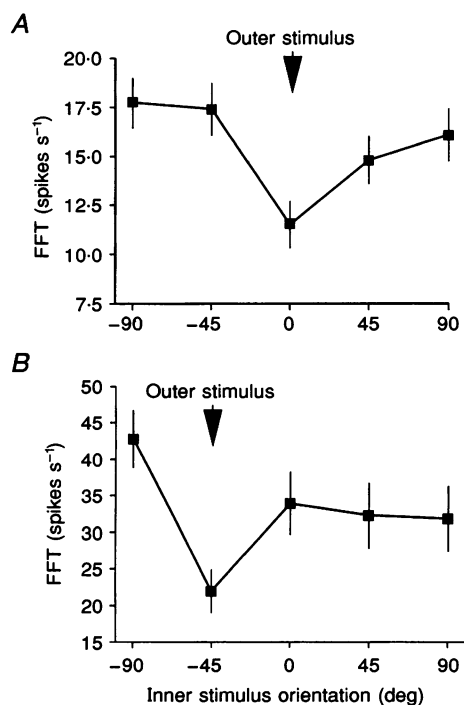 A
Outer stimulus
20·0
17·5
15·0
12·5
10·0
7·5
FFT (spikes s⁻¹)
−90 −45 0 45 90
B
Outer stimulus
50
45
40
35
30
25
20
15
FFT (spikes s⁻¹)
−90 −45 0 45 90
Inner stimulus orientation (deg)